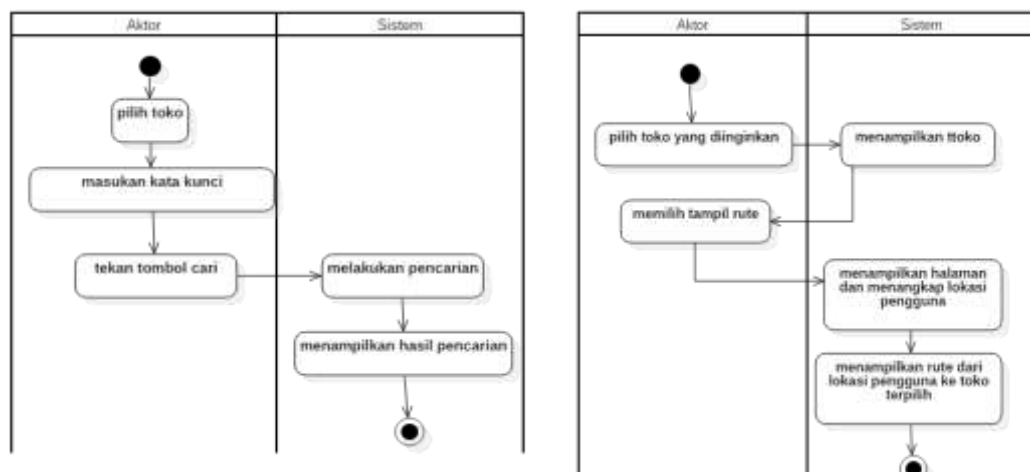 Aktor
Sistem
pilih toko
masukan kata kunci
tekan tombol cari
melakukan pencarian
menampilkan hasil pencarian
Aktor
Sistem
pilih toko yang diinginkan
menampilkan ttoko
memilih tampil rute
menampilkan halaman
dan menangkap lokasi
pengguna
menampilkan rute dari
lokasi pengguna ke toko
terpilih